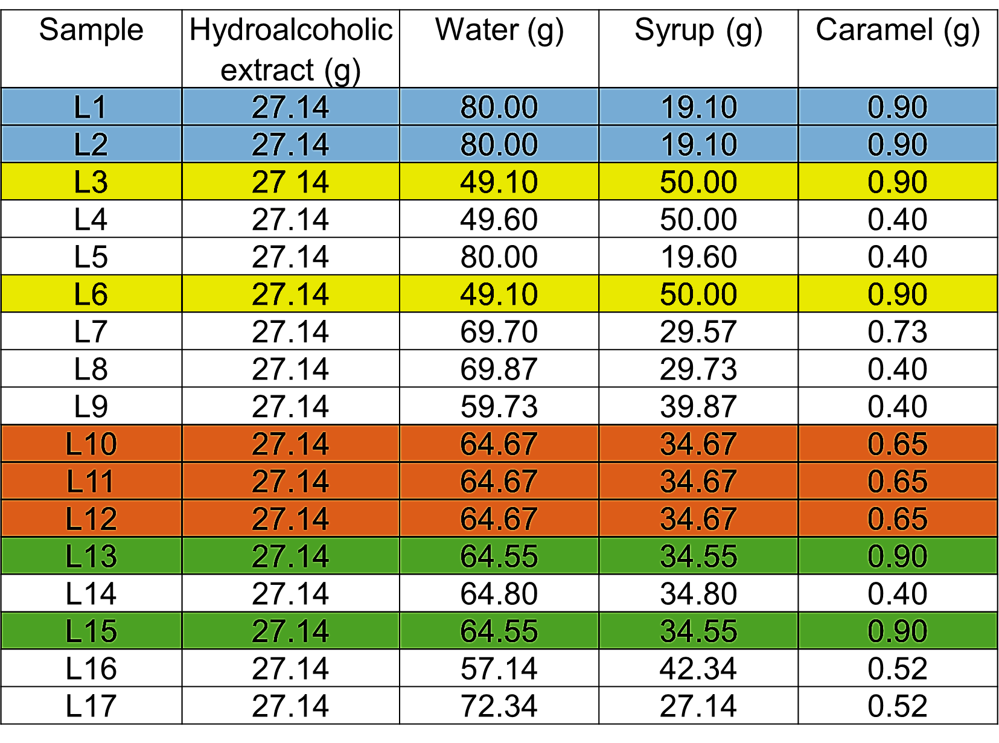 Sample Hydroalcoholic extract (g) Water (g) Syrup (g) Caramel (g)
L1 27.14 80.00 19.10 0.90
L2 27.14 80.00 19.10 0.90
L3 27 14 49.10 50.00 0.90
L4 27.14 49.60 50.00 0.40
L5 27.14 80.00 19.60 0.40
L6 27.14 49.10 50.00 0.90
L7 27.14 69.70 29.57 0.73
L8 27.14 69.87 29.73 0.40
L9 27.14 59.73 39.87 0.40
L10 27.14 64.67 34.67 0.65
L11 27.14 64.67 34.67 0.65
L12 27.14 64.67 34.67 0.65
L13 27.14 64.55 34.55 0.90
L14 27.14 64.80 34.80 0.40
L15 27.14 64.55 34.55 0.90
L16 27.14 57.14 42.34 0.52
L17 27.14 72.34 27.14 0.52